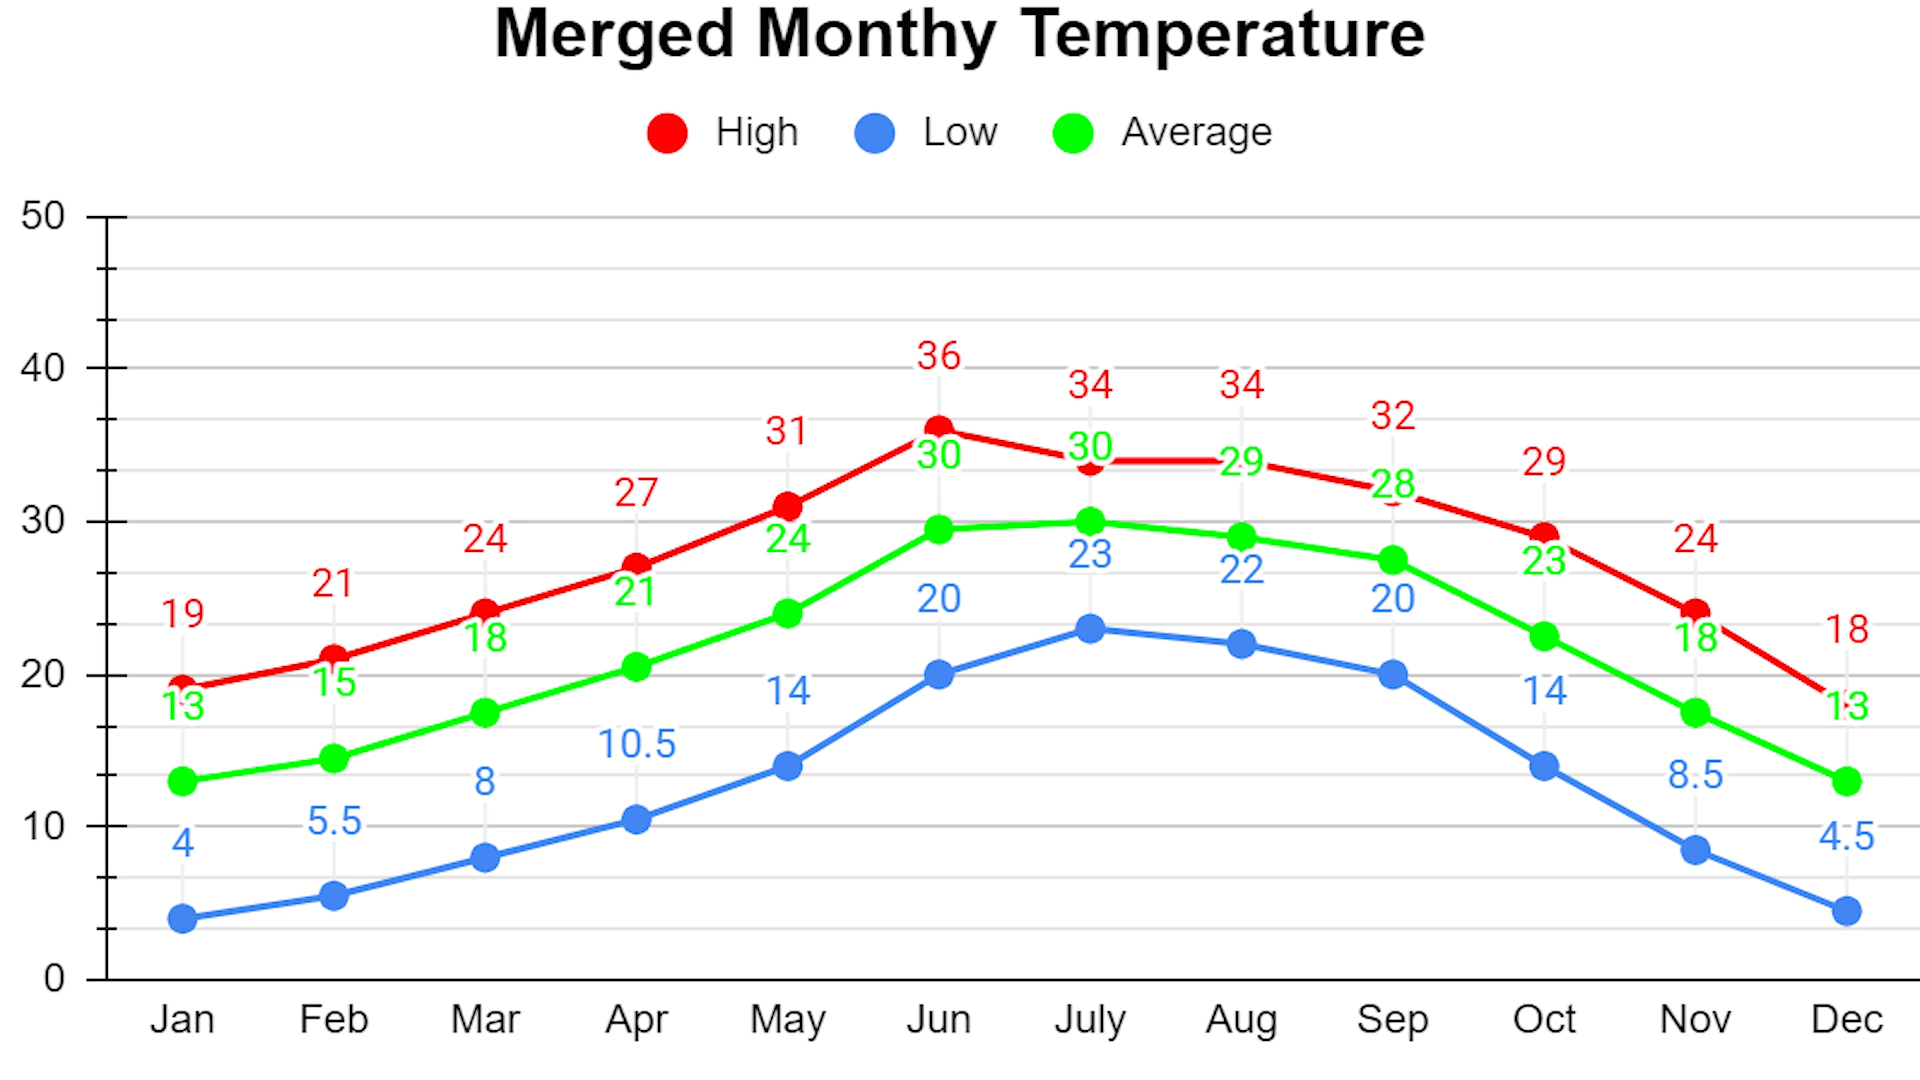 Merged Monthy Temperature
High Low Average
50
40
30
20
10
0
19 21 24 27 31 36 34 34 32 29 24 18
13 15 18 21 24 30 30 29 28 23 18 13
4 5.5 8 10.5 14 20 23 22 20 14 8.5 4.5
Jan Feb Mar Apr May Jun July Aug Sep Oct Nov Dec